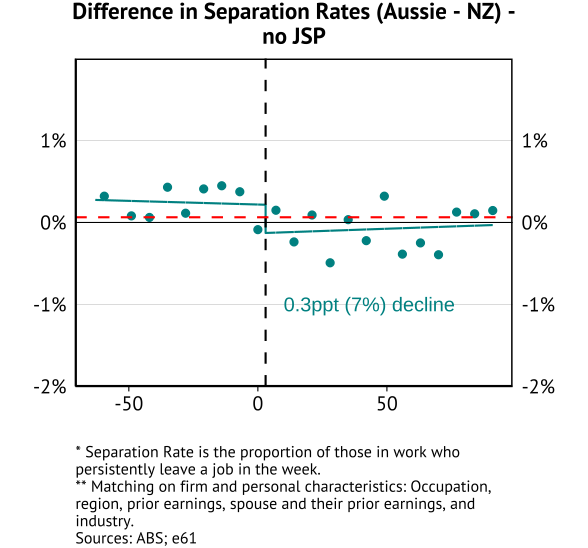 Difference in Separation Rates (Aussie - NZ) -
no JSP
1% 1%
0% 0%
0.3ppt (7%) decline
-1% -1%
-2% -2%
-50 0 50
* Separation Rate is the proportion of those in work who
persistently leave a job in the week.
** Matching on firm and personal characteristics: Occupation,
region, prior earnings, spouse and their prior earnings, and
industry.
Sources: ABS; e61